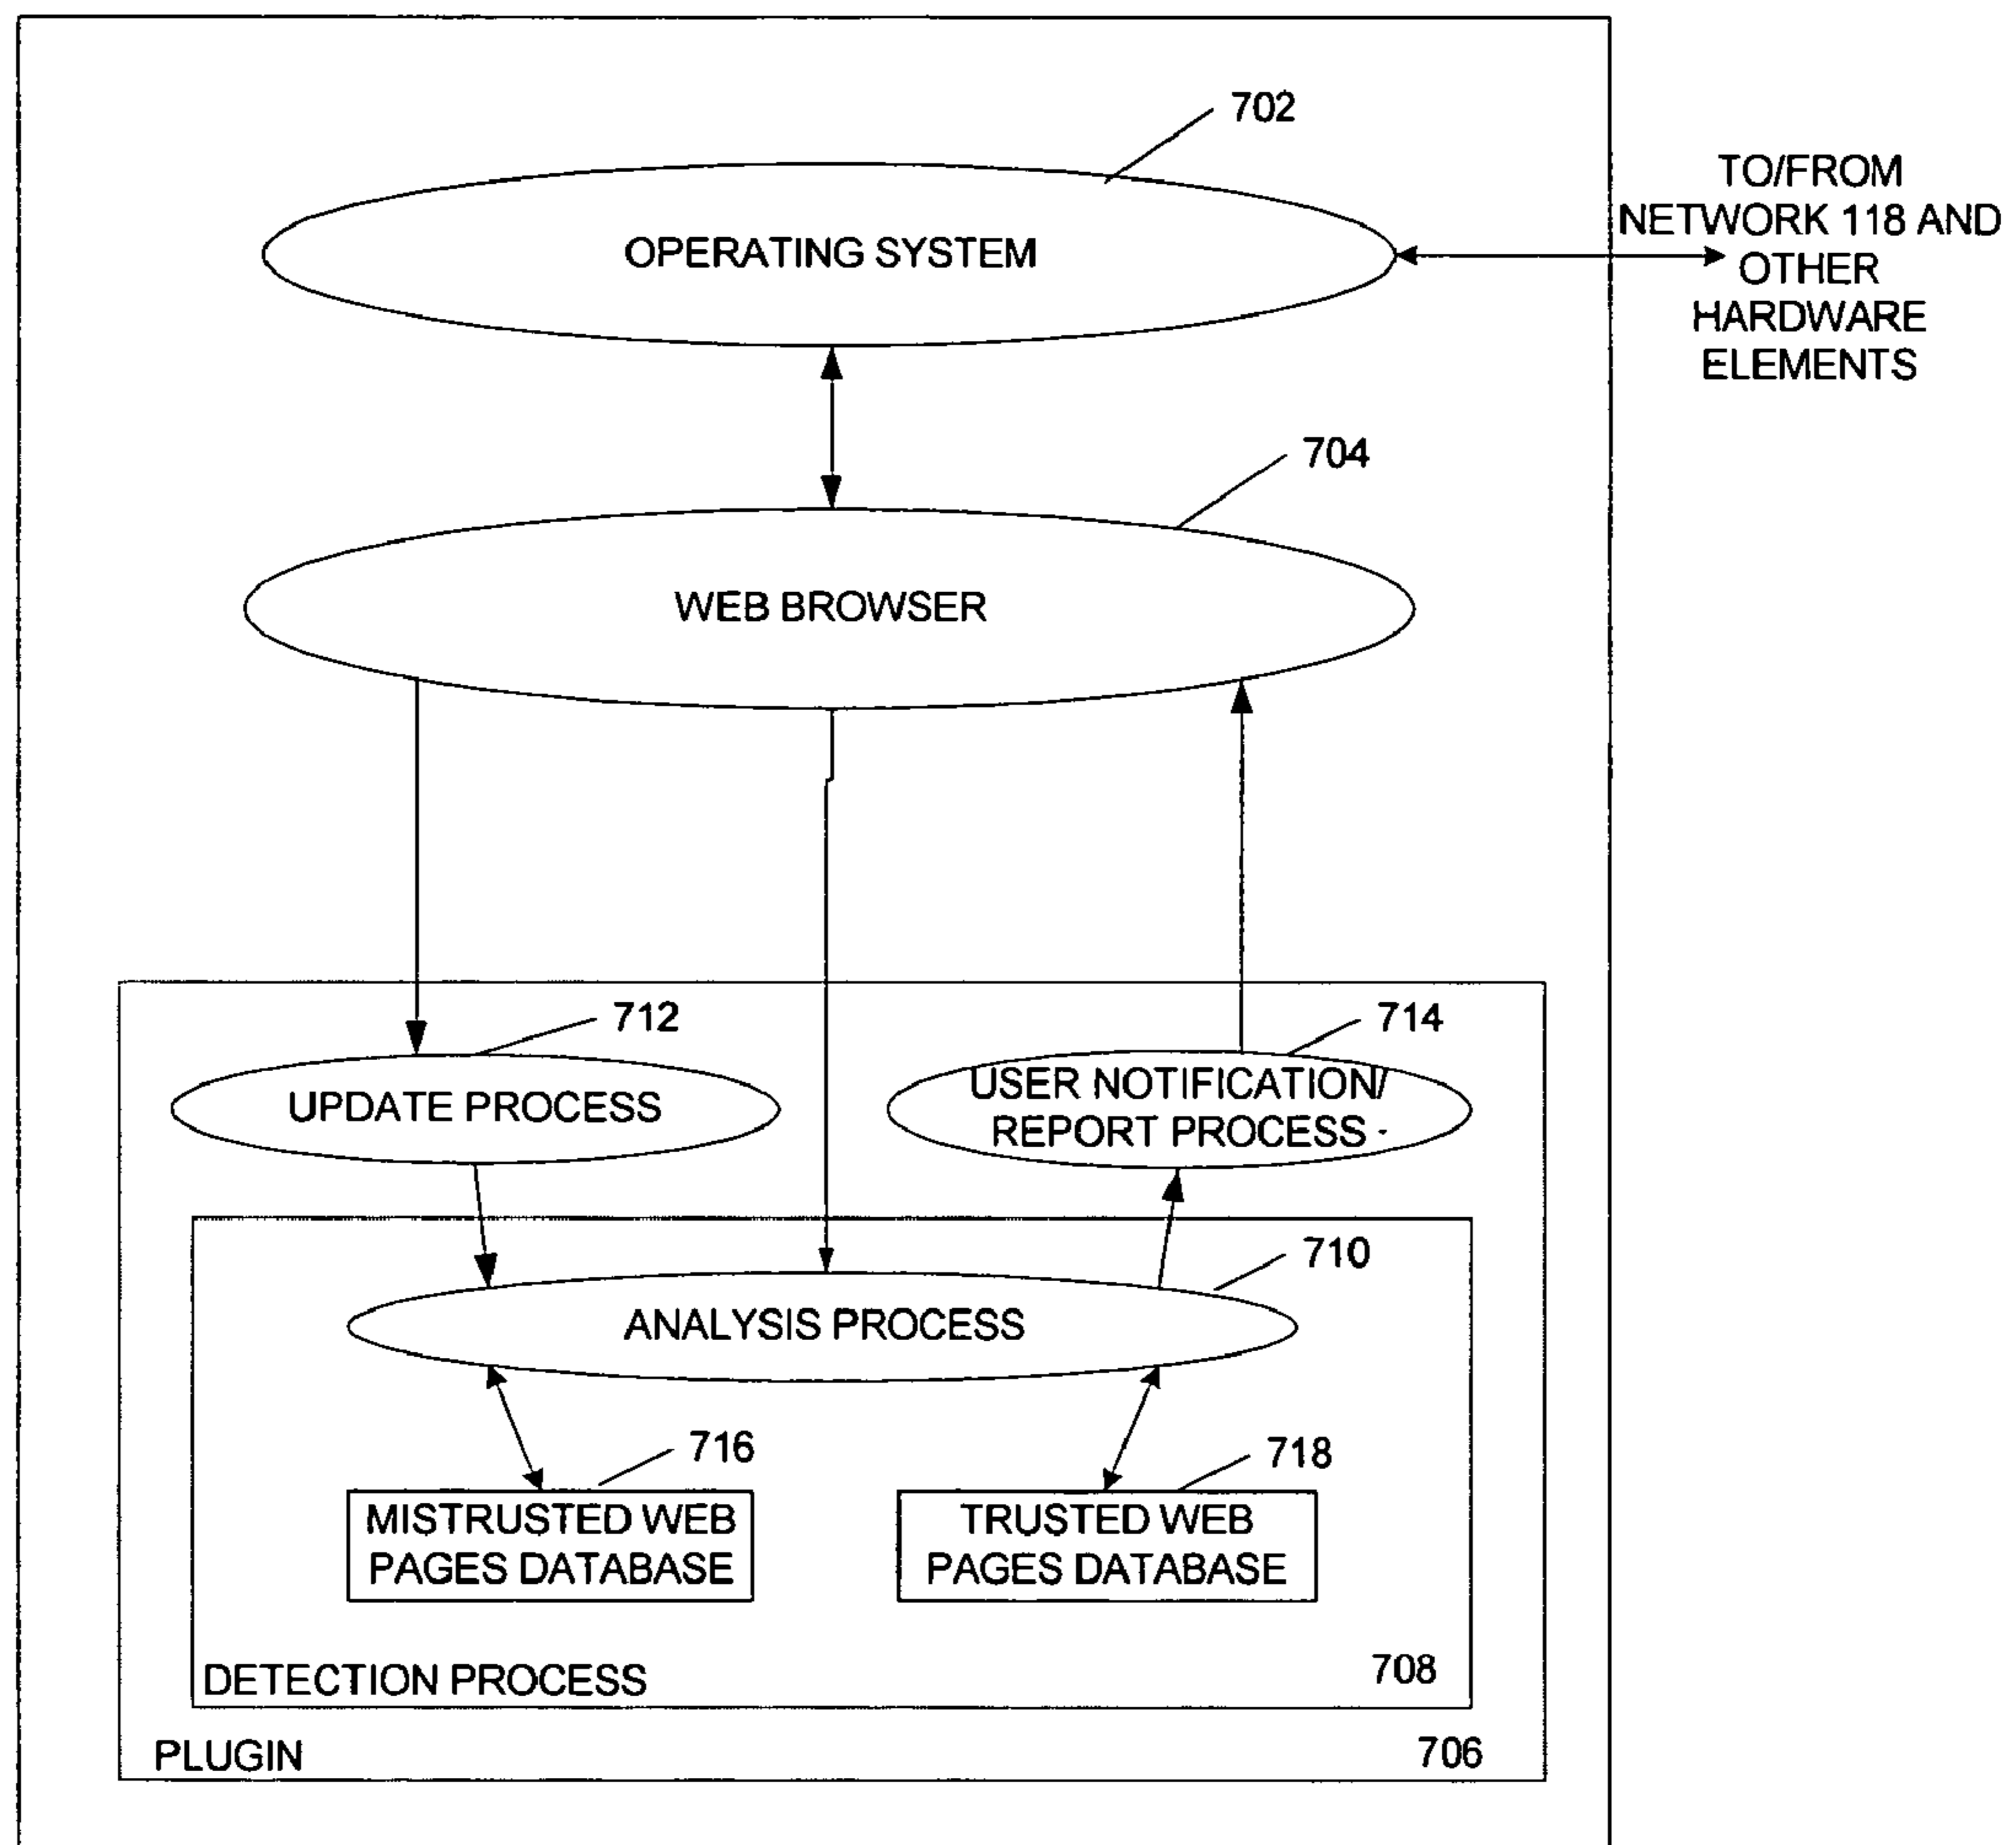 702
TO/FROM
NETWORK 118 AND
OTHER
HARDWARE
ELEMENTS
OPERATING SYSTEM
704
WEB BROWSER
712
714
UPDATE PROCESS
USER NOTIFICATION/
REPORT PROCESS
710
ANALYSIS PROCESS
716
718
MISTRUSTED WEB
PAGES DATABASE
TRUSTED WEB
PAGES DATABASE
DETECTION PROCESS
708
PLUGIN
706